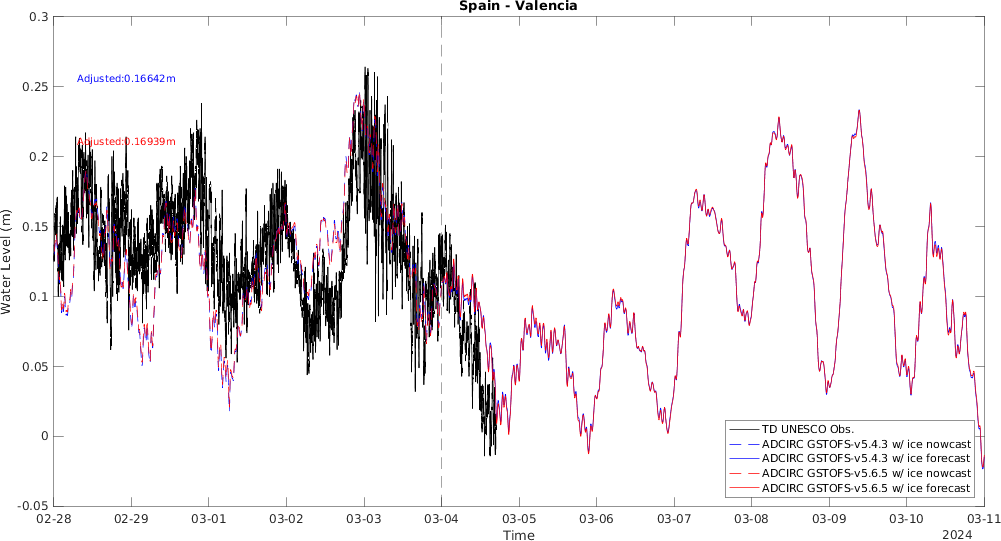 Spain - Valencia
0.3
0.25
0.2
0.15
0.1
0.05
0
-0.05
Water Level (m)
Adjusted:0.16642m
Adjusted:0.16939m
TD UNESCO Obs.
ADCIRC GSTOFS-v5.4.3 w/ ice nowcast
ADCIRC GSTOFS-v5.4.3 w/ ice forecast
ADCIRC GSTOFS-v5.6.5 w/ ice nowcast
ADCIRC GSTOFS-v5.6.5 w/ ice forecast
02-28 02-29 03-01 03-02 03-03 03-04 03-05 03-06 03-07 03-08 03-09 03-10 03-11
Time
2024